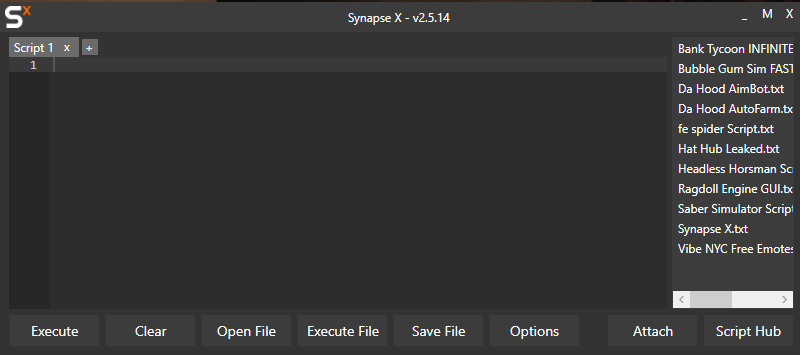 SX
Synapse X - v2.5.14
_ M X
Script 1 x +
1
Bank Tycoon INFINITE
Bubble Gum Sim FAST
Da Hood AimBot.txt
Da Hood AutoFarm.tx
fe spider Script.txt
Hat Hub Leaked.txt
Headless Horsman Scr
Ragdoll Engine GUI.tx
Saber Simulator Script
Synapse X.txt
Vibe NYC Free Emotes
Execute
Clear
Open File
Execute File
Save File
Options
Attach
Script Hub